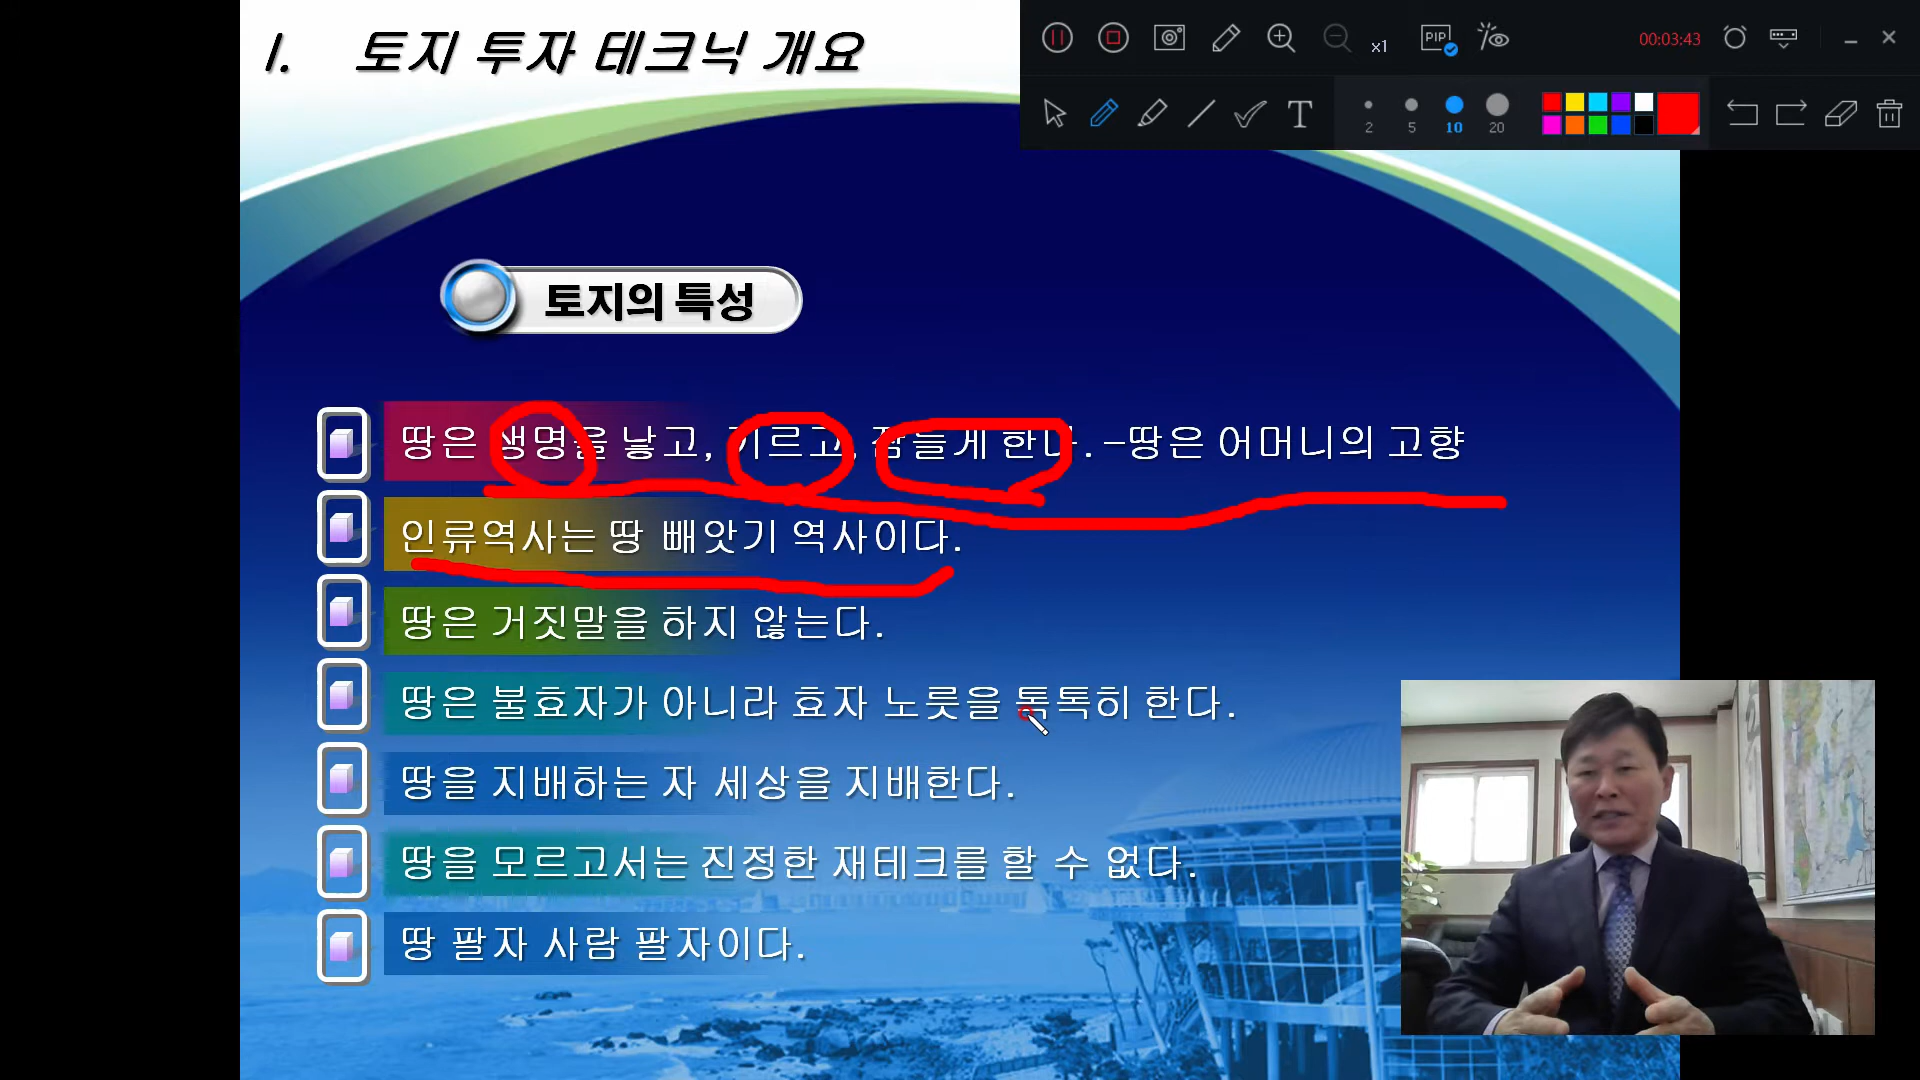 I. 토지 투자 테크닉 개요
PIP
x1
00:03:43
T
2 5 10 20
토지의 특성
땅은 생명을 낳고, 기르고, 잠들게 한다. –땅은 어머니의 고향
인류역사는 땅 빼앗기 역사이다.
땅은 거짓말을 하지 않는다.
땅은 불효자가 아니라 효자 노릇을 톡톡히 한다.
땅을 지배하는 자 세상을 지배한다.
땅을 모르고서는 진정한 재테크를 할 수 없다.
땅 팔자 사람 팔자이다.